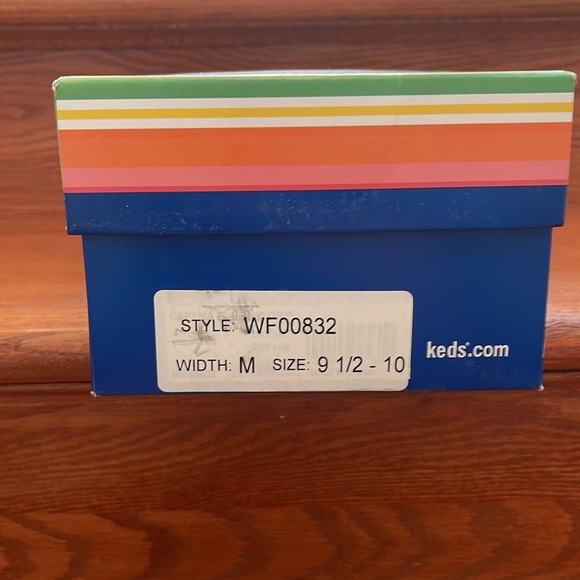 STYLE: WF00832
WIDTH: M SIZE: 9 1/2 - 10
keds.com